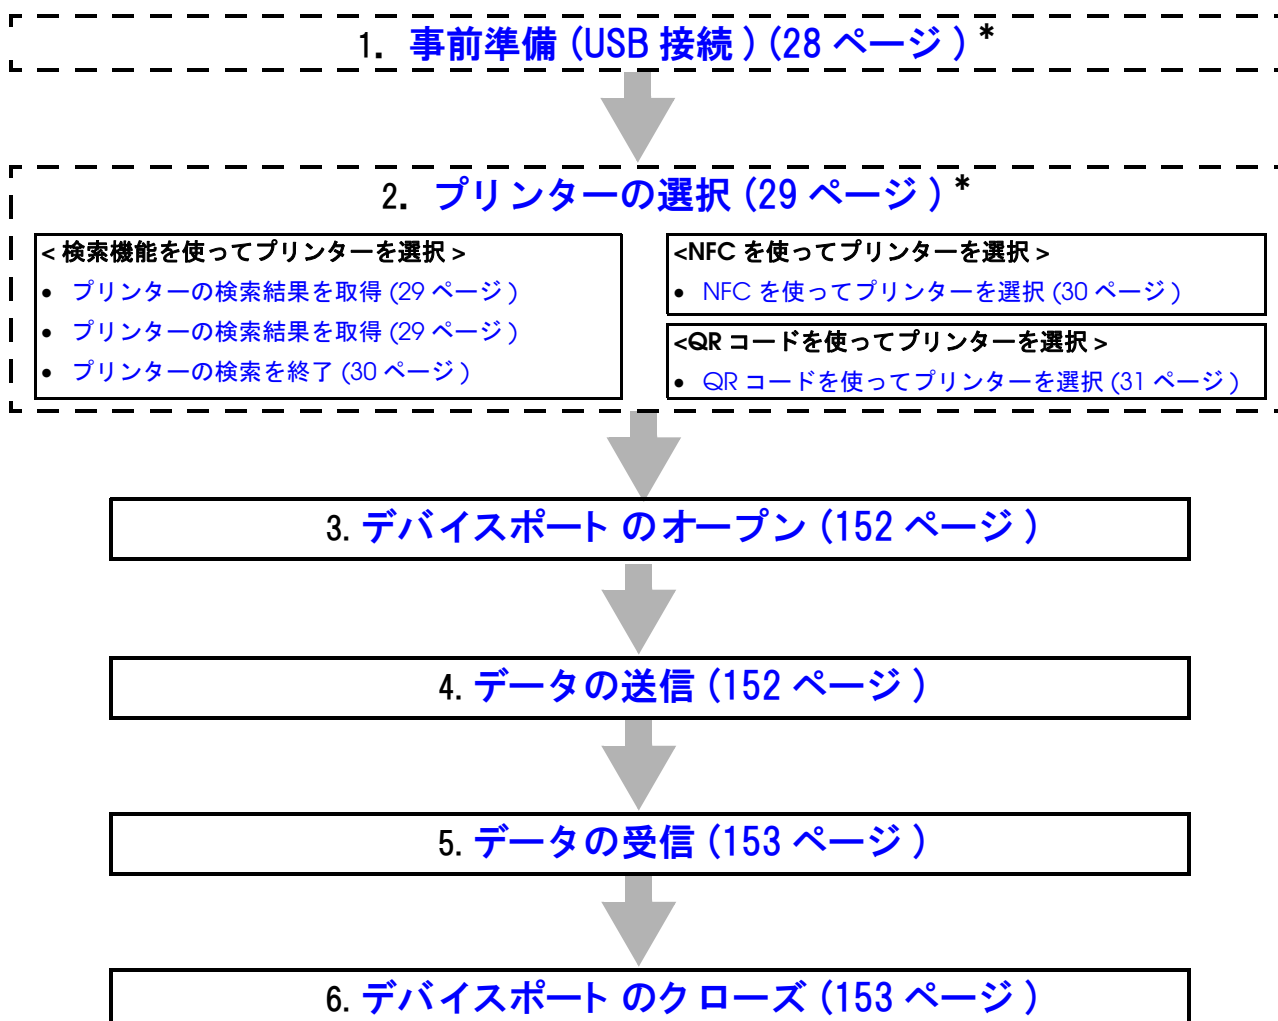 1. 事前準備 (USB 接続 ) (28 ページ ) *
2. プリンターの選択 (29 ページ ) *
< 検索機能を使ってプリンターを選択 >
• プリンターの検索結果を取得 (29 ページ )
• プリンターの検索結果を取得 (29 ページ )
• プリンターの検索を終了 (30 ページ )
<NFC を使ってプリンターを選択 >
• NFC を使ってプリンターを選択 (30 ページ )
<QR コードを使ってプリンターを選択 >
• QR コードを使ってプリンターを選択 (31 ページ )
3. デバイスポート のオープン (152 ページ )
4. データの送信 (152 ページ )
5. データの受信 (153 ページ )
6. デバイスポート のクローズ (153 ページ )